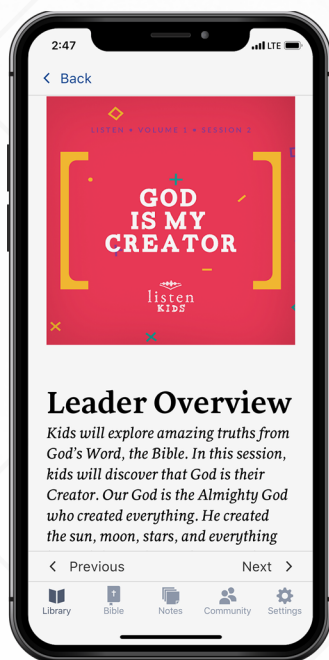 2:47
LTE
Back
LISTEN • VOLUME 1 • SESSION 2
GOD
IS MY
CREATOR
listen
KIDS
Leader Overview
Kids will explore amazing truths from
God's Word, the Bible. In this session,
kids will discover that God is their
Creator. Our God is the Almighty God
who created everything. He created
the sun, moon, stars, and everything
Previous
Next
Library
Bible
Notes
Community
Settings